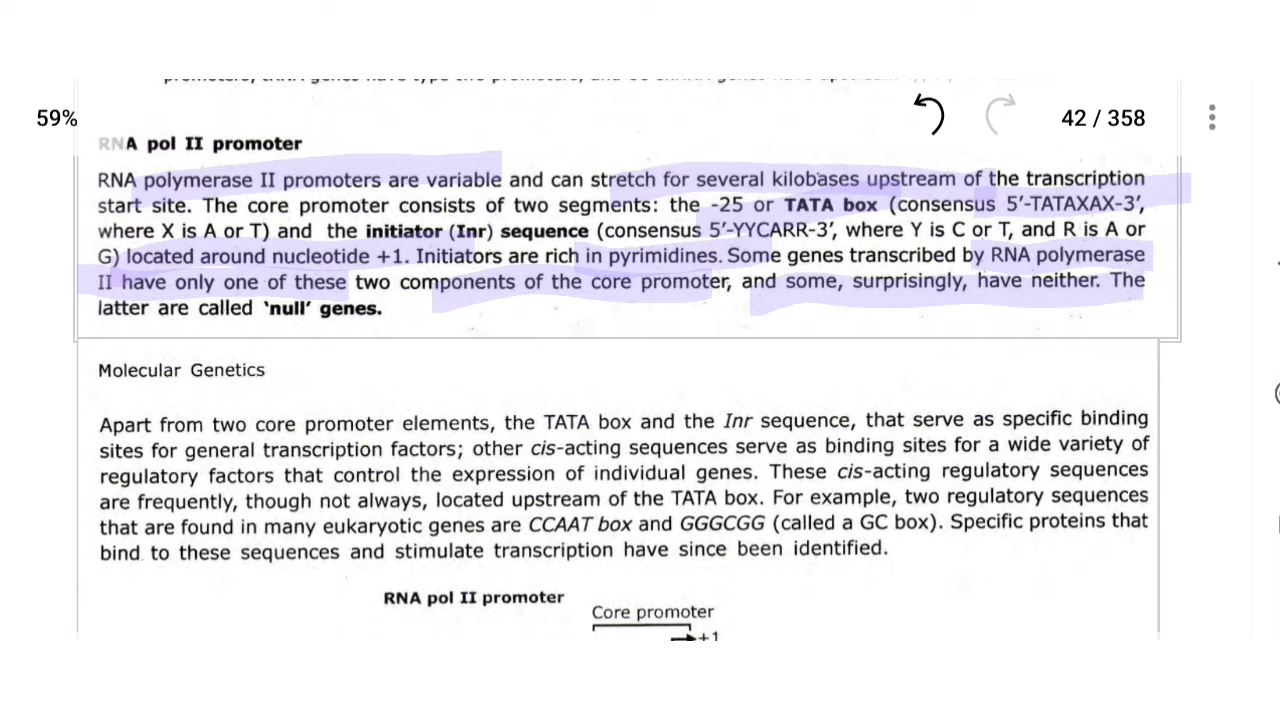 59%
42 / 358
RNA pol II promoter
RNA polymerase II promoters are variable and can stretch for several kilobases upstream of the transcription
start site. The core promoter consists of two segments: the -25 or TATA box (consensus 5′-TATAXAX-3′,
where X is A or T) and the initiator (Inr) sequence (consensus 5′-YYCARR-3′, where Y is C or T, and R is A or
G) located around nucleotide +1. Initiators are rich in pyrimidines. Some genes transcribed by RNA polymerase
II have only one of these two components of the core promoter, and some, surprisingly, have neither. The
latter are called ‘null’ genes.
Molecular Genetics
Apart from two core promoter elements, the TATA box and the Inr sequence, that serve as specific binding
sites for general transcription factors; other cis-acting sequences serve as binding sites for a wide variety of
regulatory factors that control the expression of individual genes. These cis-acting regulatory sequences
are frequently, though not always, located upstream of the TATA box. For example, two regulatory sequences
that are found in many eukaryotic genes are CCAAT box and GGGCGG (called a GC box). Specific proteins that
bind to these sequences and stimulate transcription have since been identified.
RNA pol II promoter
Core promoter
+1